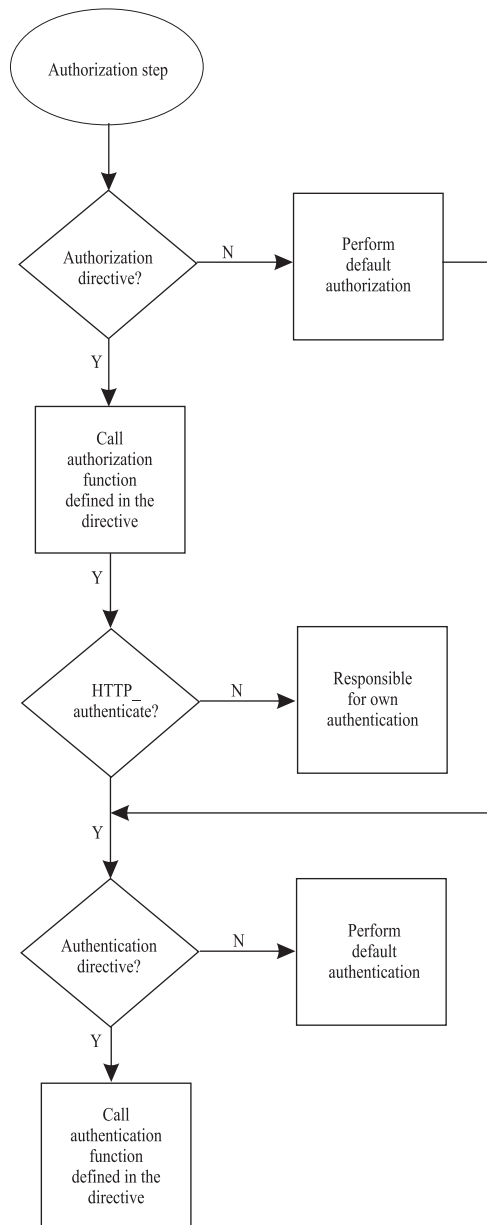 Authorization step
Authorization
directive?
N
Perform
default
authorization
Y
Call
authorization
function
defined in the
directive
Y
HTTP_
authenticate?
N
Responsible
for own
authentication
Y
Authentication
directive?
N
Perform
default
authentication
Y
Call
authentication
function
defined in the
directive